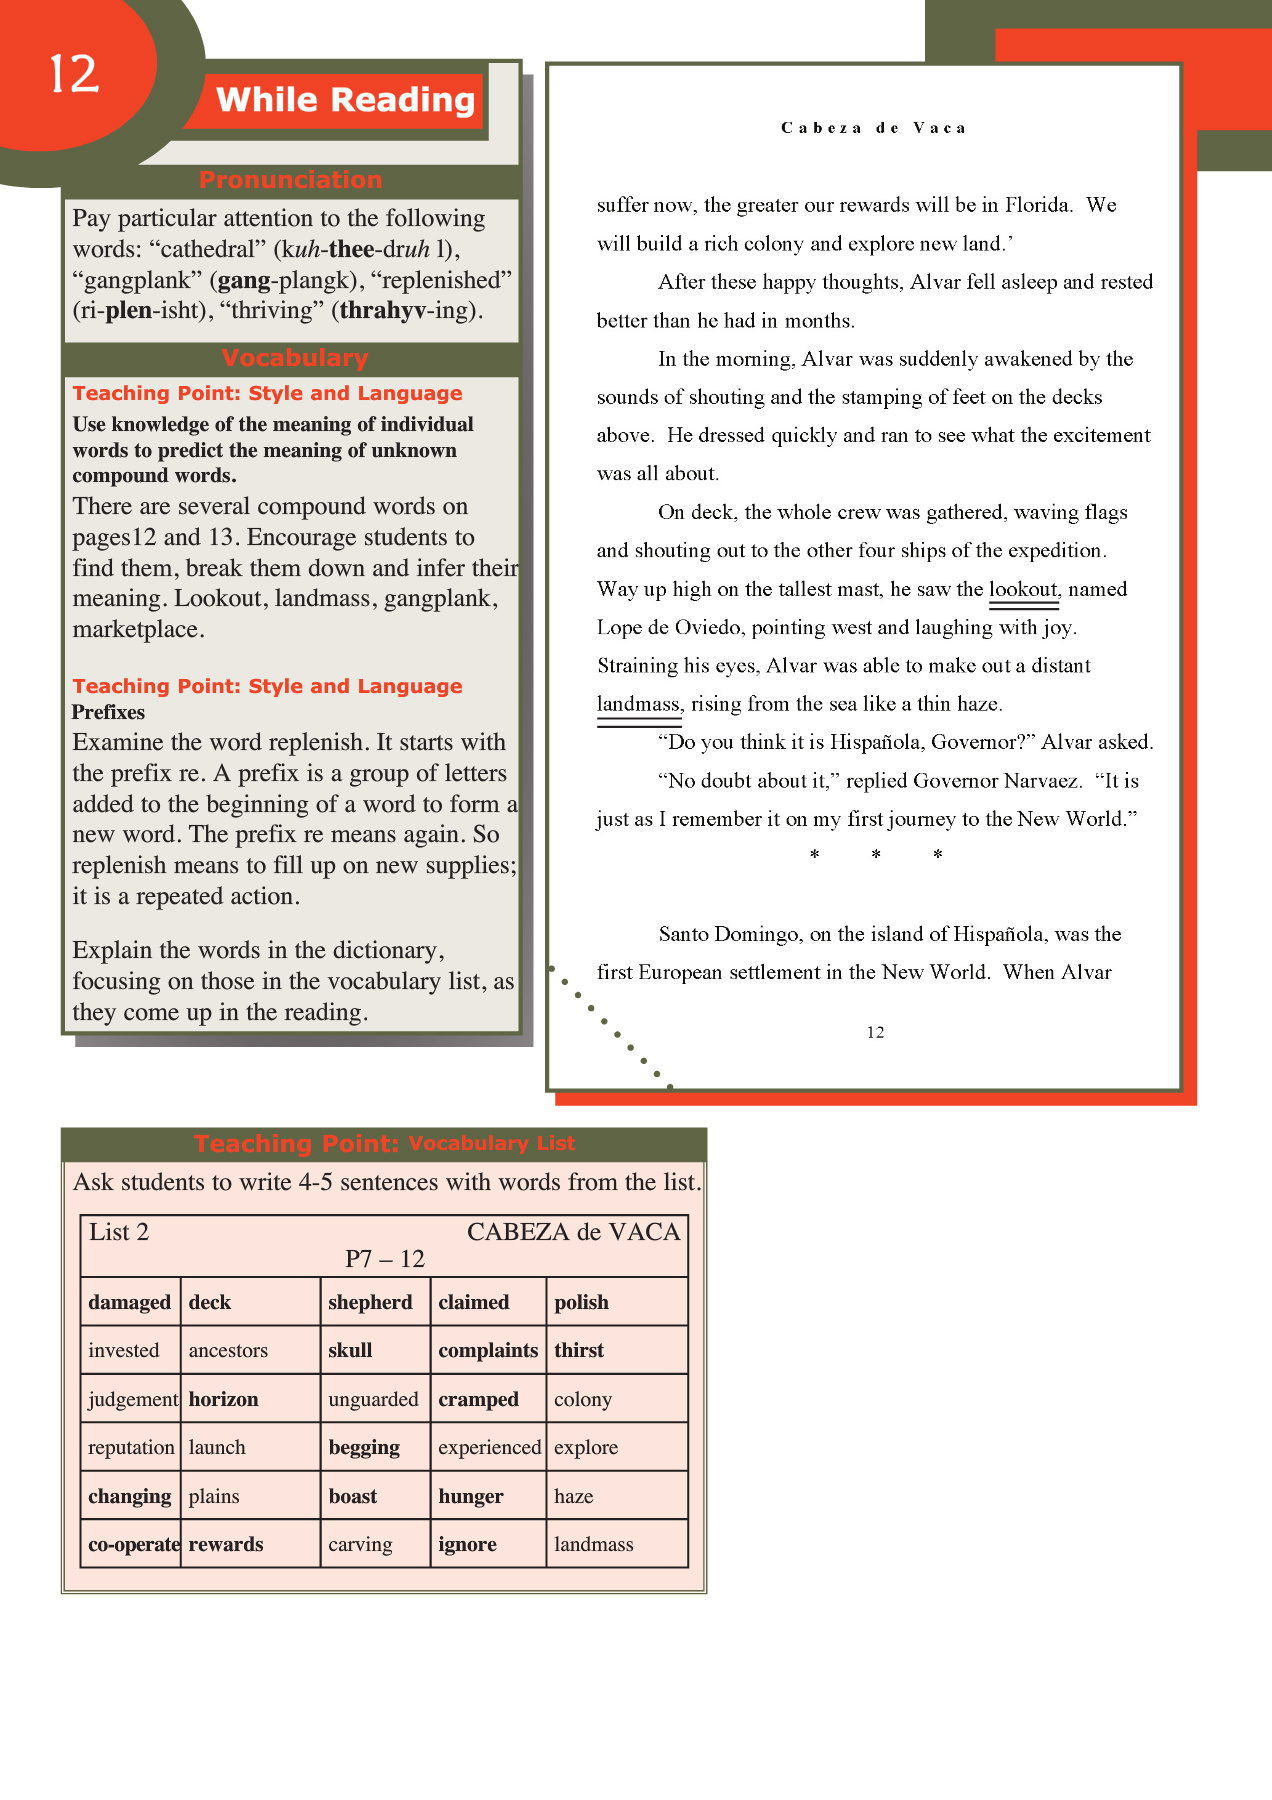 12
While Reading
Pronunciation
Pay particular attention to the following
words: “cathedral” (kuh-thee-druh l),
“gangplank” (gang-plangk), “replenished”
(ri-plen-isht), “thriving” (thrahyv-ing).
Vocabulary
Teaching Point: Style and Language
Use knowledge of the meaning of individual
words to predict the meaning of unknown
compound words.
There are several compound words on
pages12 and 13. Encourage students to
find them, break them down and infer their
meaning. Lookout, landmass, gangplank,
marketplace.
Teaching Point: Style and Language
Prefixes
Examine the word replenish. It starts with
the prefix re. A prefix is a group of letters
added to the beginning of a word to form a
new word. The prefix re means again. So
replenish means to fill up on new supplies;
it is a repeated action.
Explain the words in the dictionary,
focusing on those in the vocabulary list, as
they come up in the reading.
Cabeza de Vaca
suffer now, the greater our rewards will be in Florida.  We
will build a rich colony and explore new land.’
After these happy thoughts, Alvar fell asleep and rested
better than he had in months.
In the morning, Alvar was suddenly awakened by the
sounds of shouting and the stamping of feet on the decks
above.  He dressed quickly and ran to see what the excitement
was all about.
On deck, the whole crew was gathered, waving flags
and shouting out to the other four ships of the expedition.
Way up high on the tallest mast, he saw the lookout, named
Lope de Oviedo, pointing west and laughing with joy.
Straining his eyes, Alvar was able to make out a distant
landmass, rising from the sea like a thin haze.
“Do you think it is Hispañola, Governor?” Alvar asked.
“No doubt about it,” replied Governor Narvaez.  “It is
just as I remember it on my first journey to the New World.”
* * *
Santo Domingo, on the island of Hispañola, was the
first European settlement in the New World.  When Alvar
12
Teaching Point: Vocabulary List
Ask students to write 4-5 sentences with words from the list.
List 2 CABEZA de VACA
P7 – 12
damaged deck shepherd claimed polish
invested ancestors skull complaints thirst
judgement horizon unguarded cramped colony
reputation launch begging experienced explore
changing plains boast hunger haze
co-operate rewards carving ignore landmass